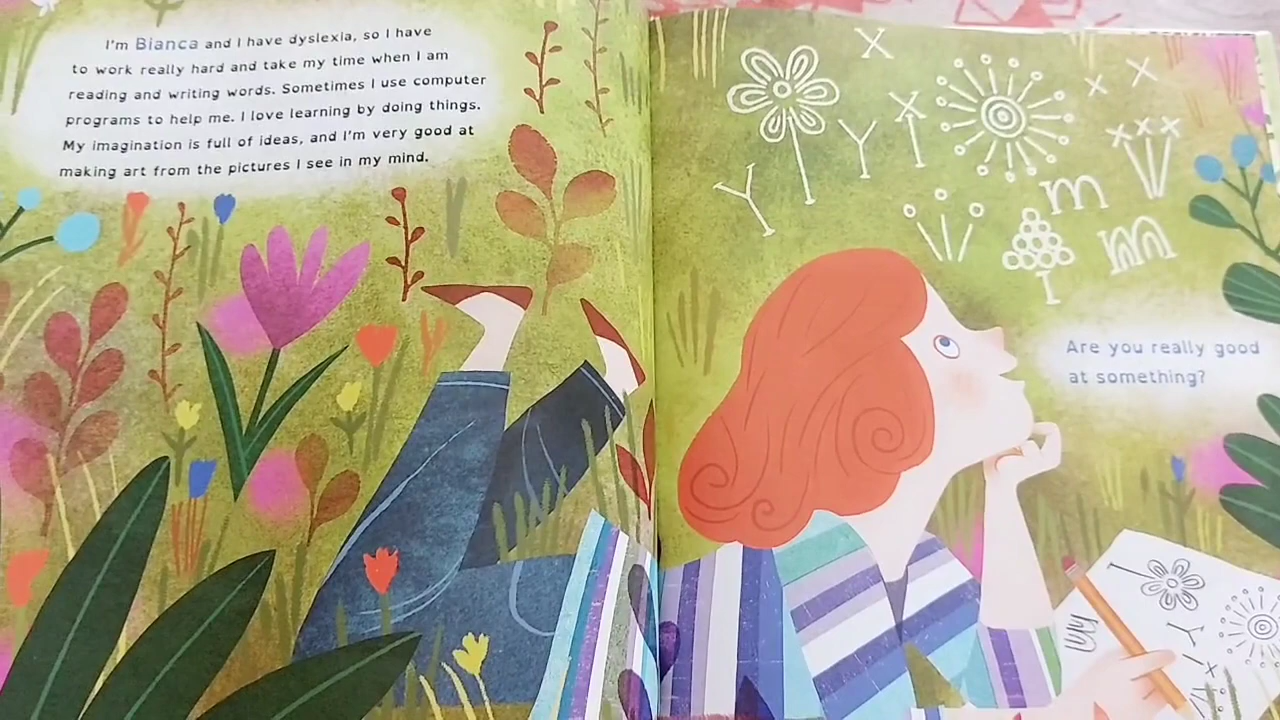 I'm Bianca and I have dyslexia, so I have
to work really hard and take my time when I am
reading and writing words. Sometimes I use computer
programs to help me. I love learning by doing things.
My imagination is full of ideas, and I'm very good at
making art from the pictures I see in my mind.
X
X
X
Y
Y
m
m
Are you really good
at something?